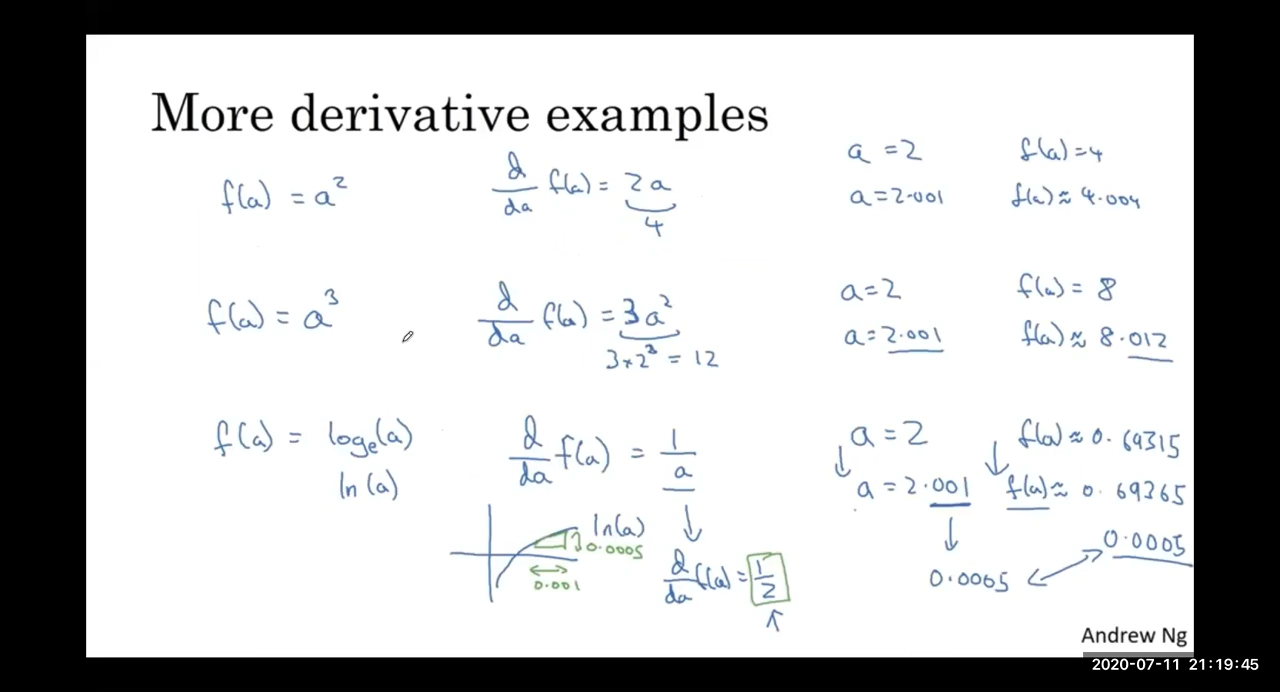 More derivative examples
f(a) = a²
d/da f(a) = 2a
4
a = 2
f(a) = 4
a = 2.001
f(a) ≈ 4.004
f(a) = a³
d/da f(a) = 3a²
3×2³ = 12
a = 2
f(a) = 8
a = 2.001
f(a) ≈ 8.012
f(a) = logₑ(a)
ln(a)
d/da f(a) = 1/a
a = 2
f(a) ≈ 0.69315
a = 2.001
f(a) ≈ 0.69365
ln(a)
0.0005
0.001
d/da f(a) = 1/2
0.0005
0.0005
Andrew Ng
2020-07-11 21:19:45